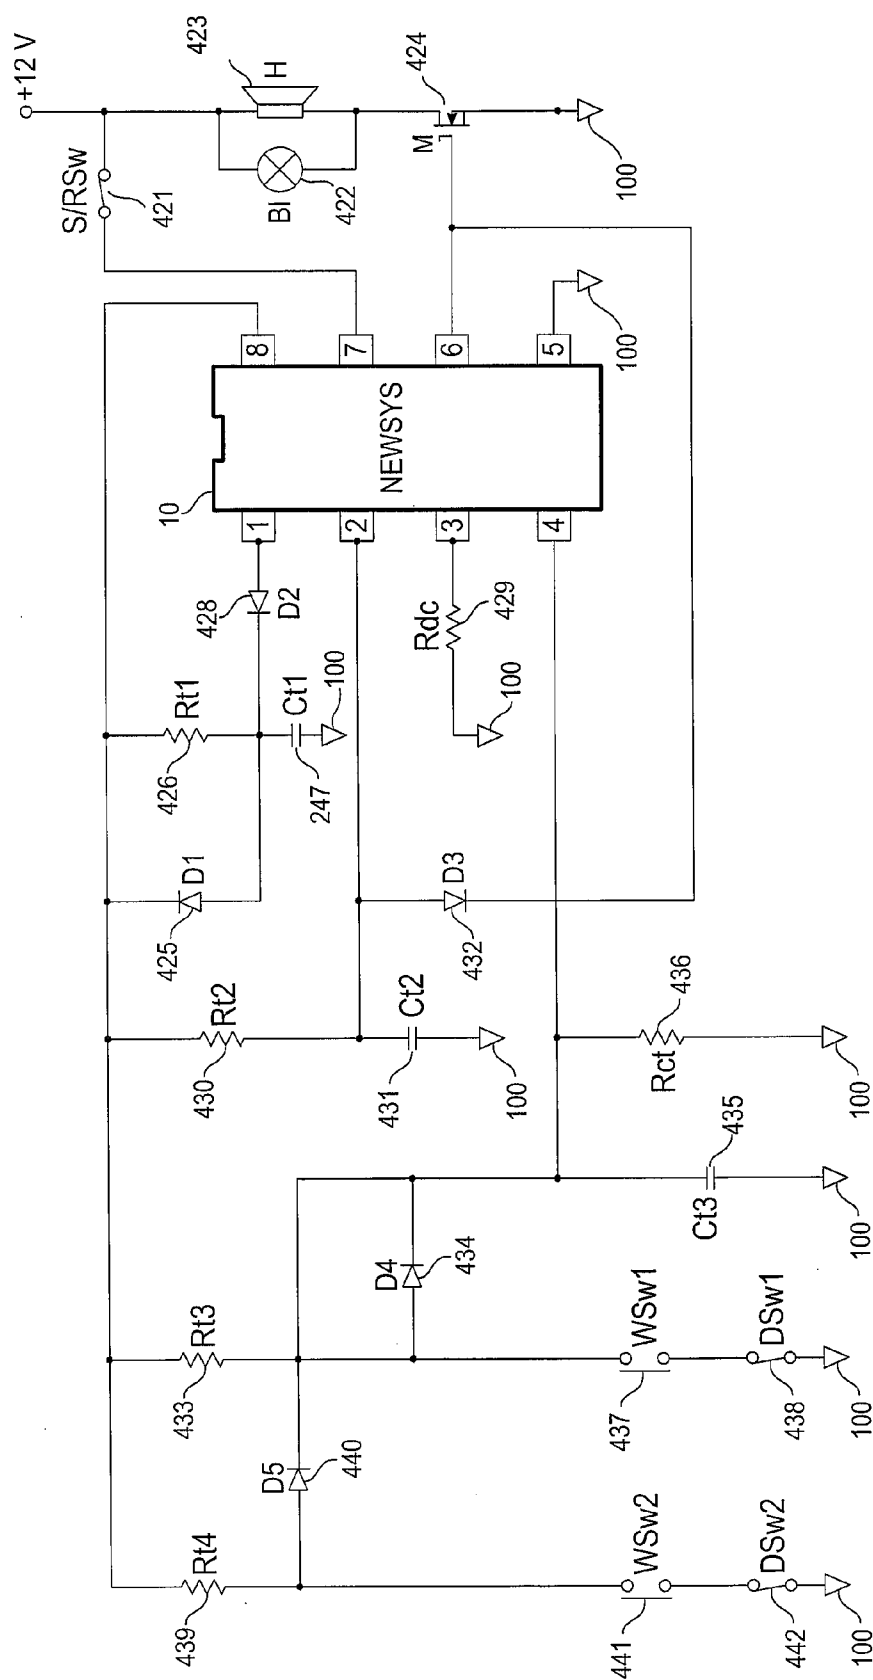 +12 V
S/RSw
421
423
H
BI
422
424
M
100
8
7
6
5
100
NEWSYS
10
1
2
3
4
428
D2
Rt1
426
Ct1
100
247
Rdc
429
100
D1
425
D3
432
Rt2
430
Ct2
431
100
436
Rct
100
435
Ct3
100
D4
434
Rt3
433
WSw1
437
DSw1
438
100
D5
440
Rt4
439
WSw2
441
DSw2
442
100